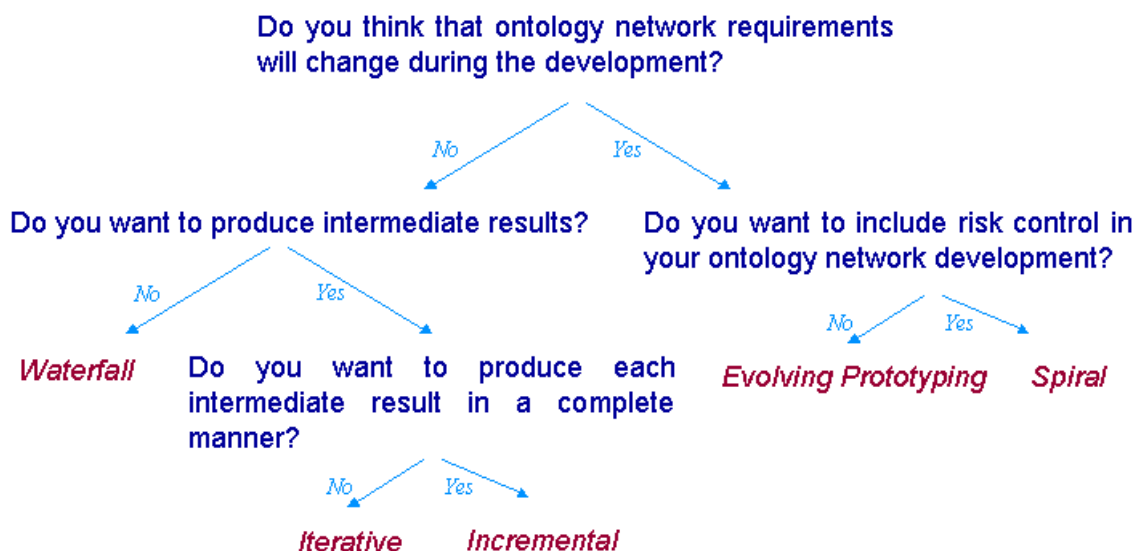 Do you think that ontology network requirements
will change during the development?
No
Yes
Do you want to produce intermediate results?
Do you want to include risk control in
your ontology network development?
No
Yes
No
Yes
Waterfall
Do you want to produce each
intermediate result in a complete
manner?
Evolving Prototyping
Spiral
No
Yes
Iterative
Incremental